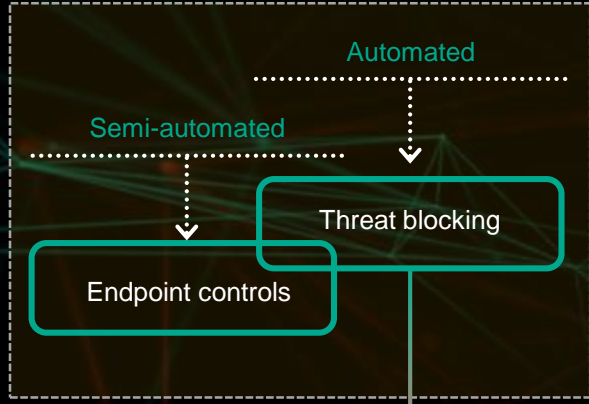 Automated
Semi-automated
Threat blocking
Endpoint controls